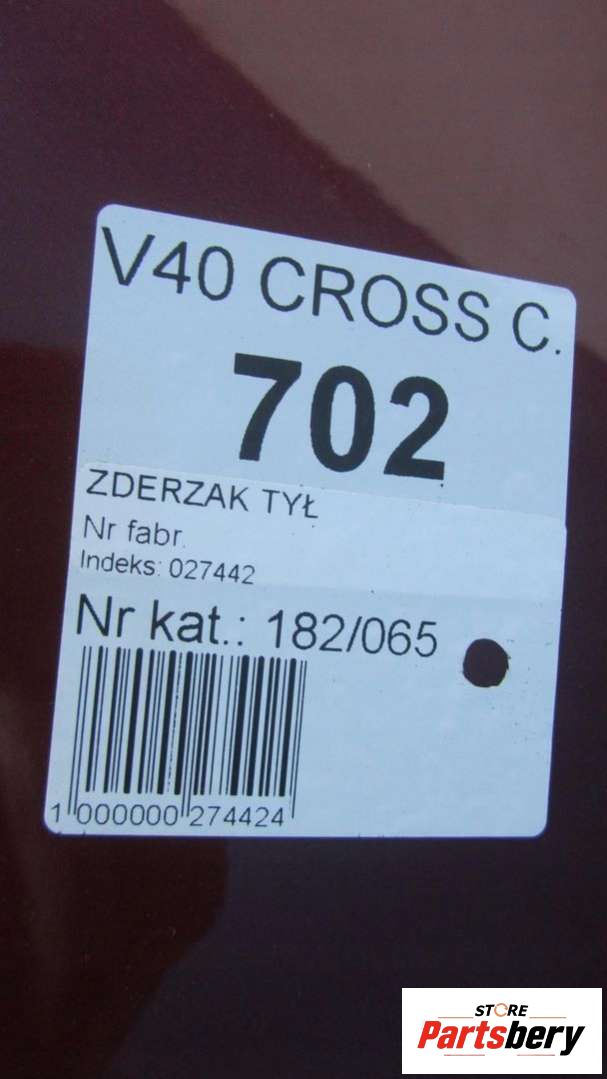 V40 CROSS C.
702
ZDERZAK TYŁ
Nr fabr.
Indeks: 027442
Nr kat.: 182/065
1 000000 274424
STORE
Partsbery